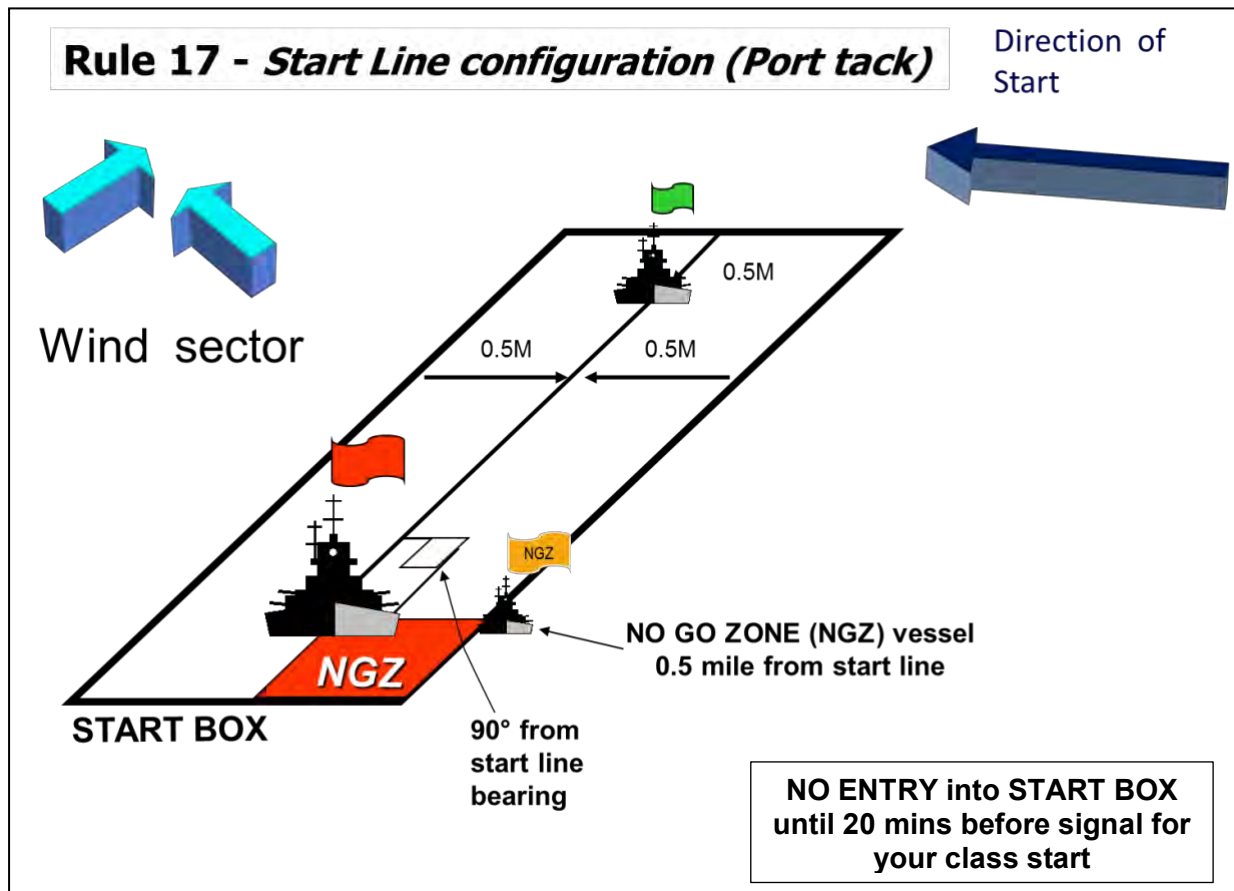 Rule 17 - Start Line configuration (Port tack)
Direction of
Start
Wind sector
0.5M
0.5M
0.5M
NGZ
NO GO ZONE (NGZ) vessel
0.5 mile from start line
NGZ
START BOX
90° from
start line
bearing
NO ENTRY into START BOX
until 20 mins before signal for
your class start